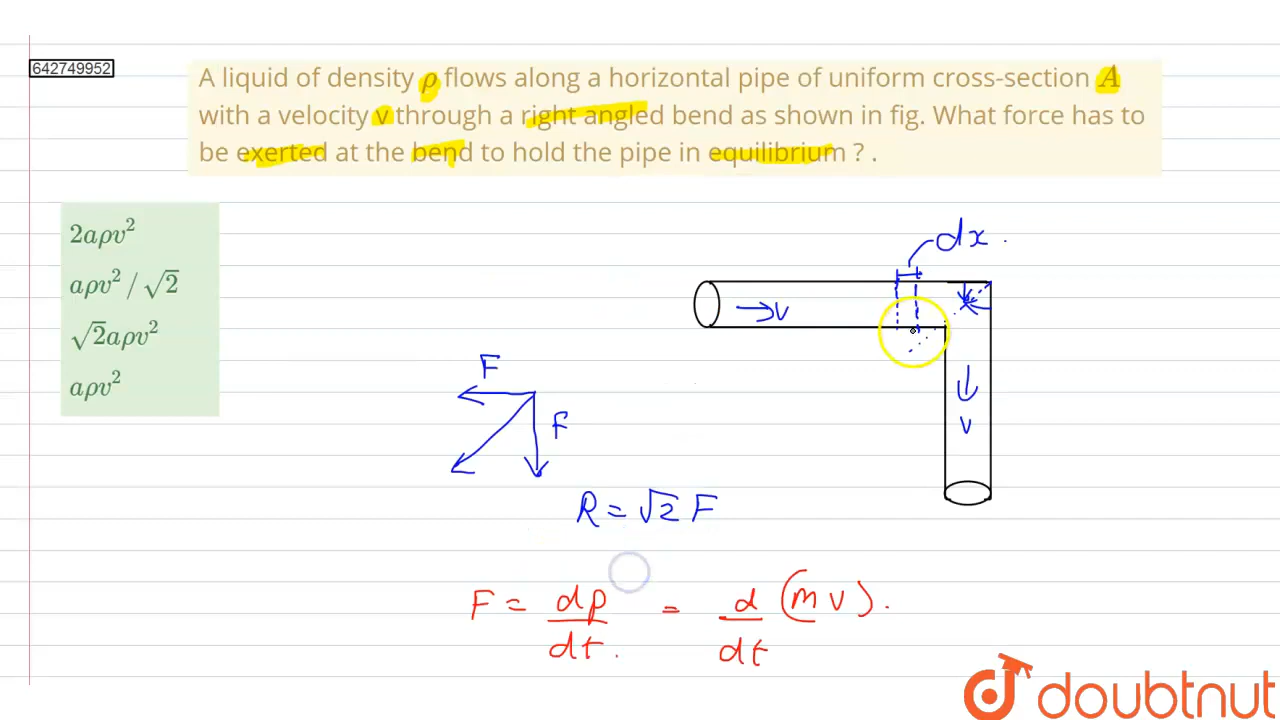 642749952
A liquid of density ρ flows along a horizontal pipe of uniform cross-section A
with a velocity v through a right angled bend as shown in fig. What force has to
be exerted at the bend to hold the pipe in equilibrium ? .
2aρv²
aρv² / √2
√2aρv²
aρv²
dx .
→v
v
F
F
R = √2 F
F = dp/dt. = d/dt (mv).
doubtnut